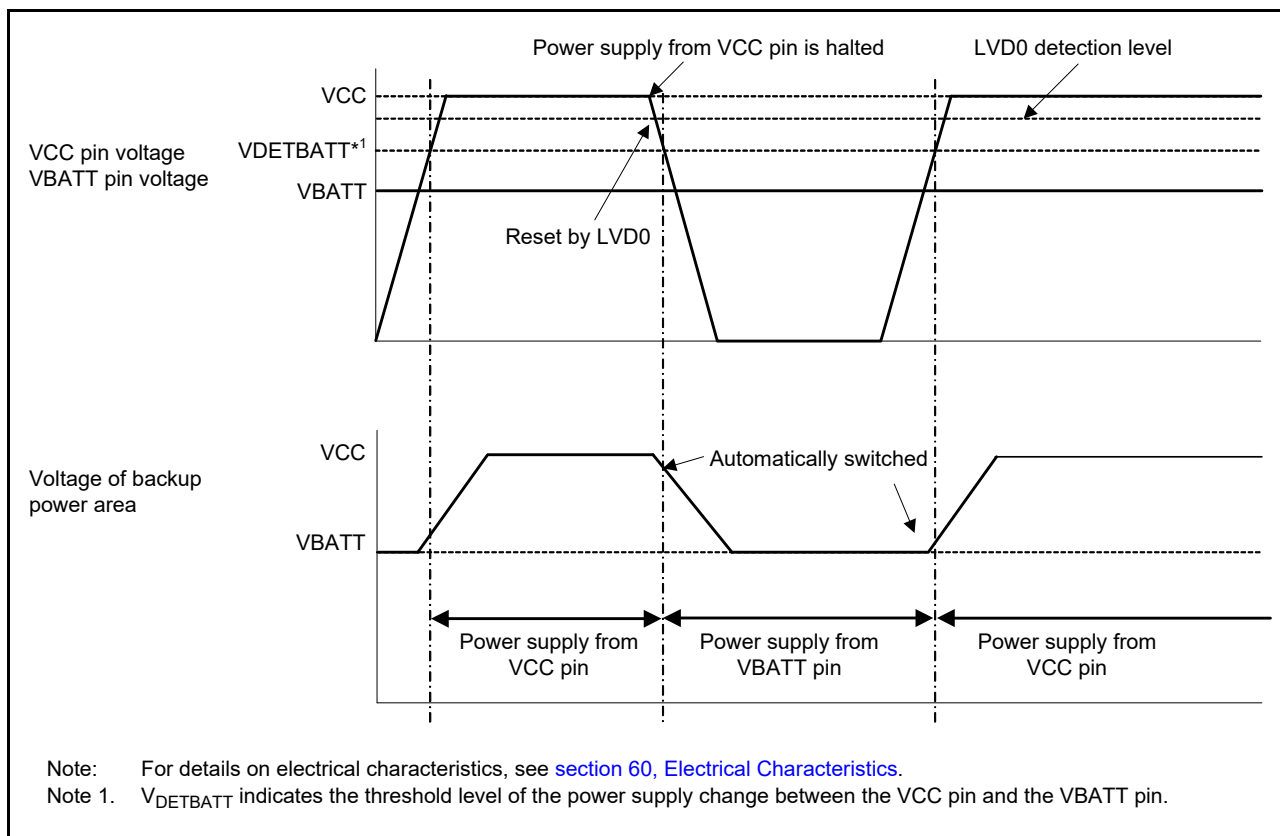 Power supply from VCC pin is halted
LVD0 detection level
VCC
VCC pin voltage
VBATT pin voltage
VDETBATT*1
VBATT
Reset by LVD0
VCC
Automatically switched
Voltage of backup
power area
VBATT
Power supply from
VCC pin
Power supply from
VBATT pin
Power supply from
VCC pin
Note: For details on electrical characteristics, see section 60, Electrical Characteristics.
Note 1. VDETBATT indicates the threshold level of the power supply change between the VCC pin and the VBATT pin.